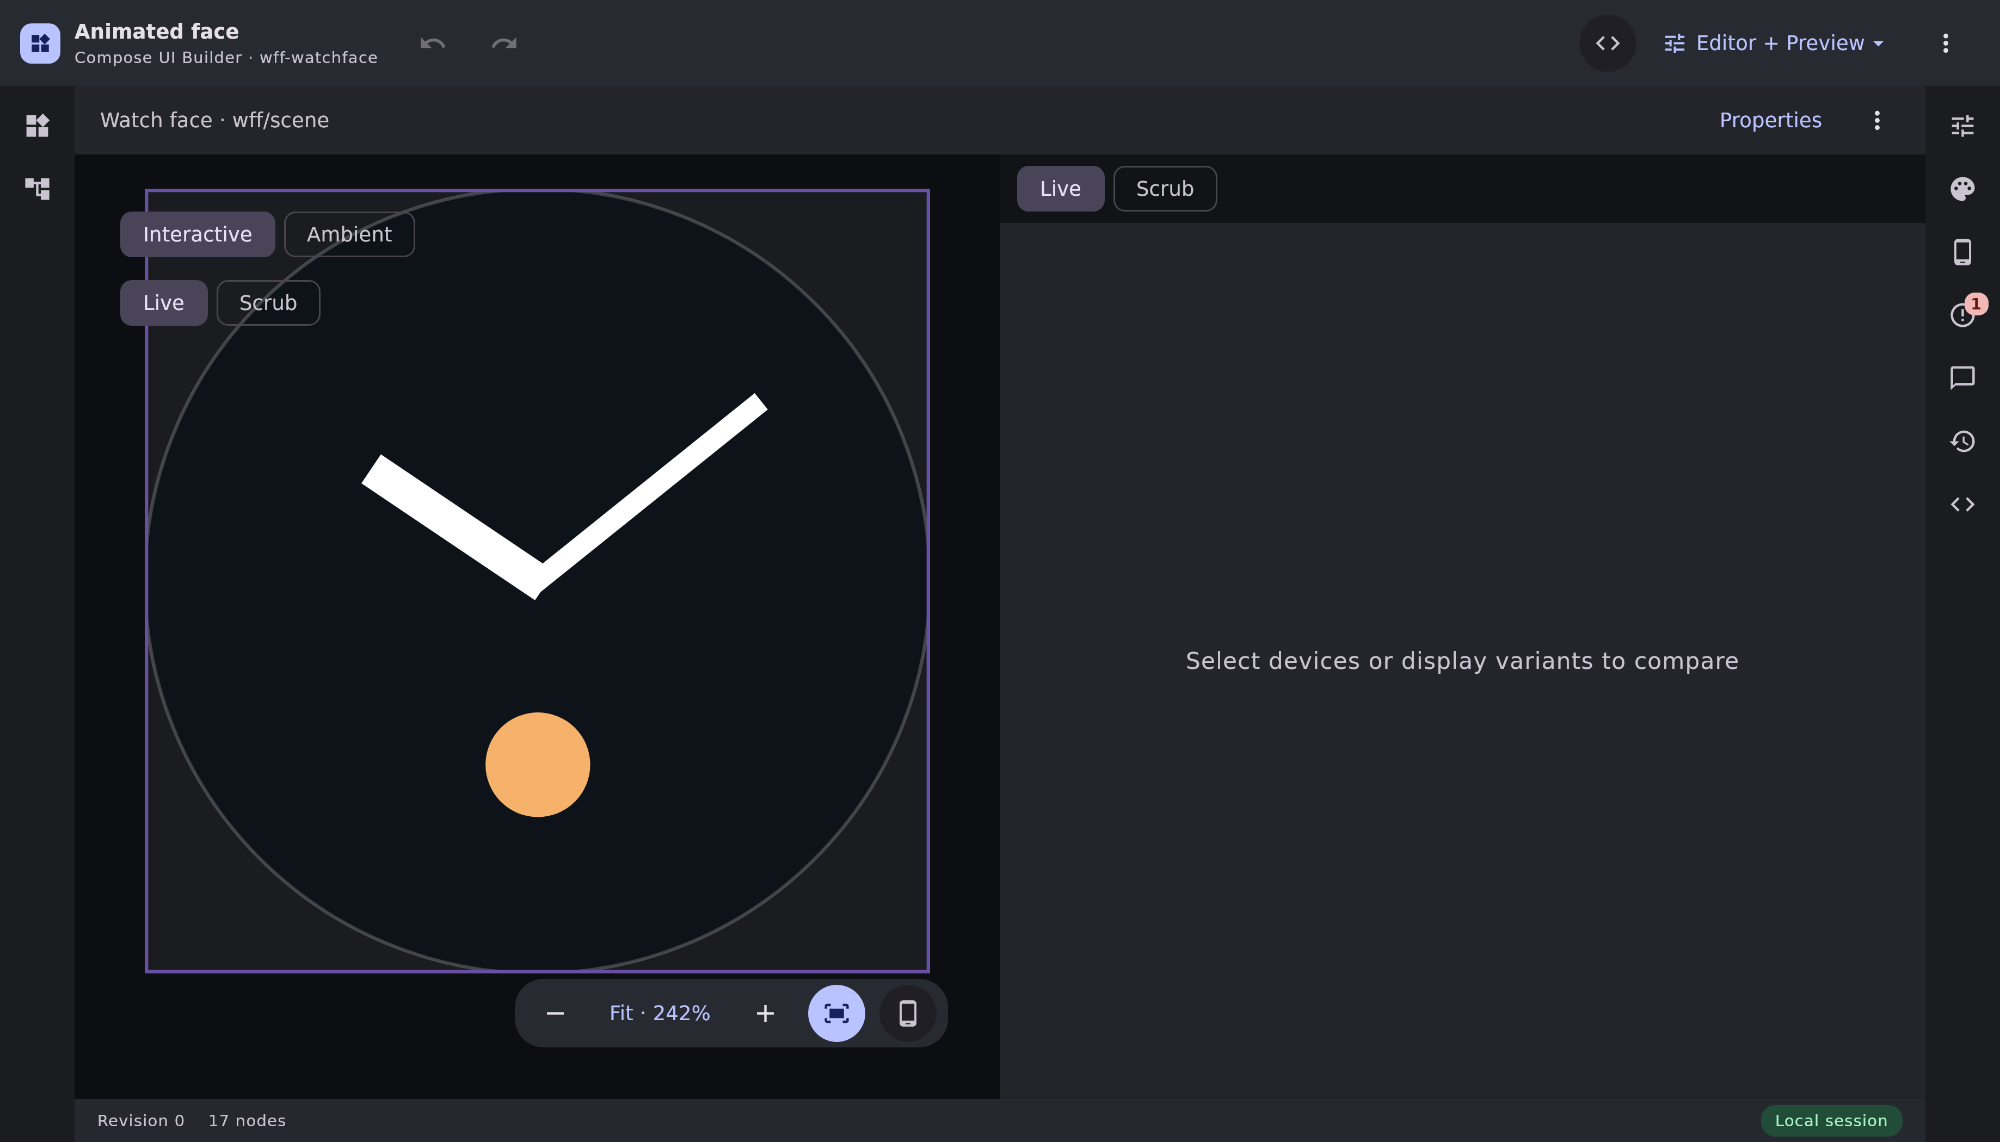 Animated face
Compose UI Builder · wff-watchface
Editor + Preview
Watch face · wff/scene
Properties
Interactive
Ambient
Live
Scrub
Live
Scrub
1
Select devices or display variants to compare
Fit · 242%
Revision 0
17 nodes
Local session